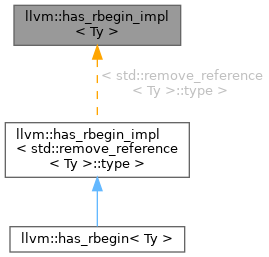 llvm::has_rbegin_impl
< Ty >
< std::remove_reference
< Ty >::type >
llvm::has_rbegin_impl
< std::remove_reference
< Ty >::type >
llvm::has_rbegin< Ty >